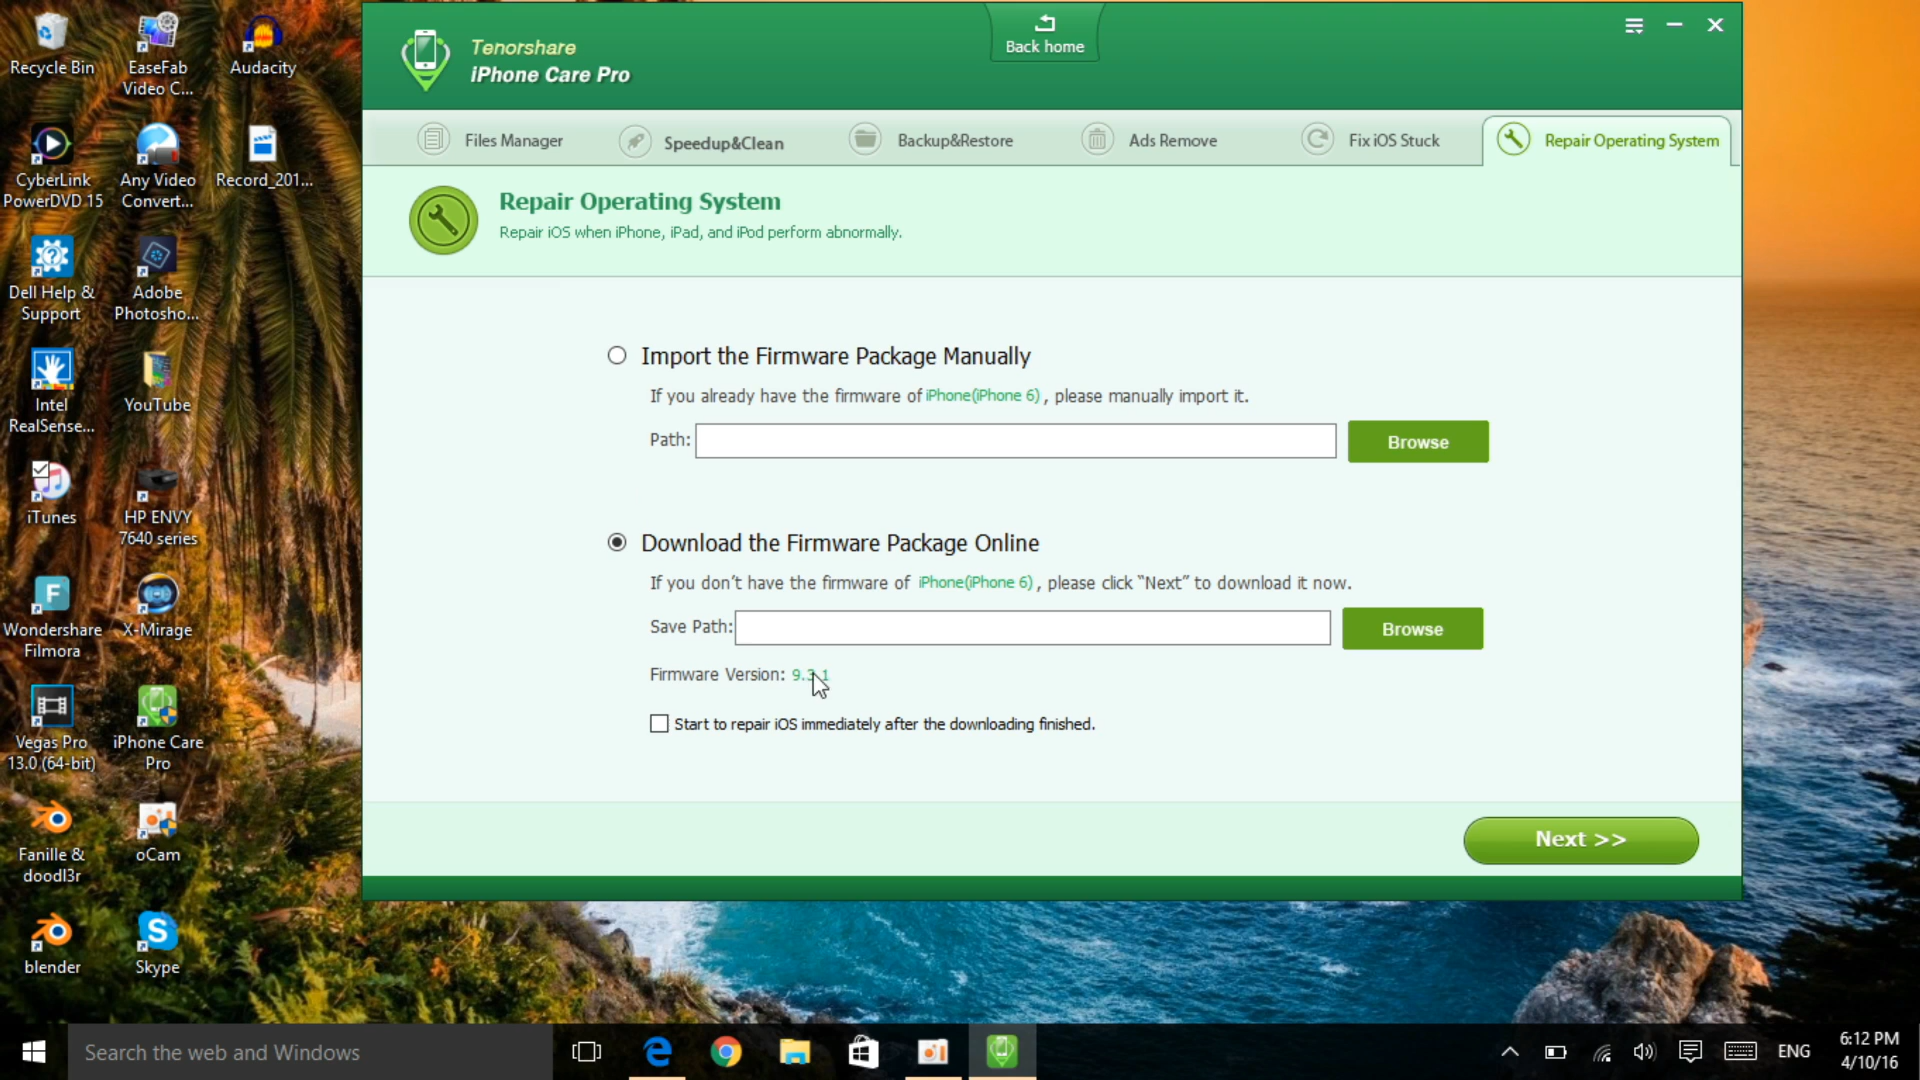 Recycle Bin
EaseFab
Video C...
Audacity
CyberLink
PowerDVD 15
Any Video
Convert...
Record_201...
Dell Help &
Support
Adobe
Photosho...
Intel
RealSense...
YouTube
iTunes
HP ENVY
7640 series
Wondershare
Filmora
X-Mirage
Vegas Pro
13.0 (64-bit)
iPhone Care
Pro
Fanille &
doodl3r
oCam
blender
Skype
Tenorshare
iPhone Care Pro
Back home
Files Manager
Speedup&Clean
Backup&Restore
Ads Remove
Fix iOS Stuck
Repair Operating System
Repair Operating System
Repair iOS when iPhone, iPad, and iPod perform abnormally.
Import the Firmware Package Manually
If you already have the firmware of iPhone(iPhone 6) , please manually import it.
Path:
Browse
Download the Firmware Package Online
If you don't have the firmware of iPhone(iPhone 6) , please click “Next” to download it now.
Save Path:
Browse
Firmware Version: 9.3.1
Start to repair iOS immediately after the downloading finished.
Next >>
Search the web and Windows
ENG
6:12 PM
4/10/16